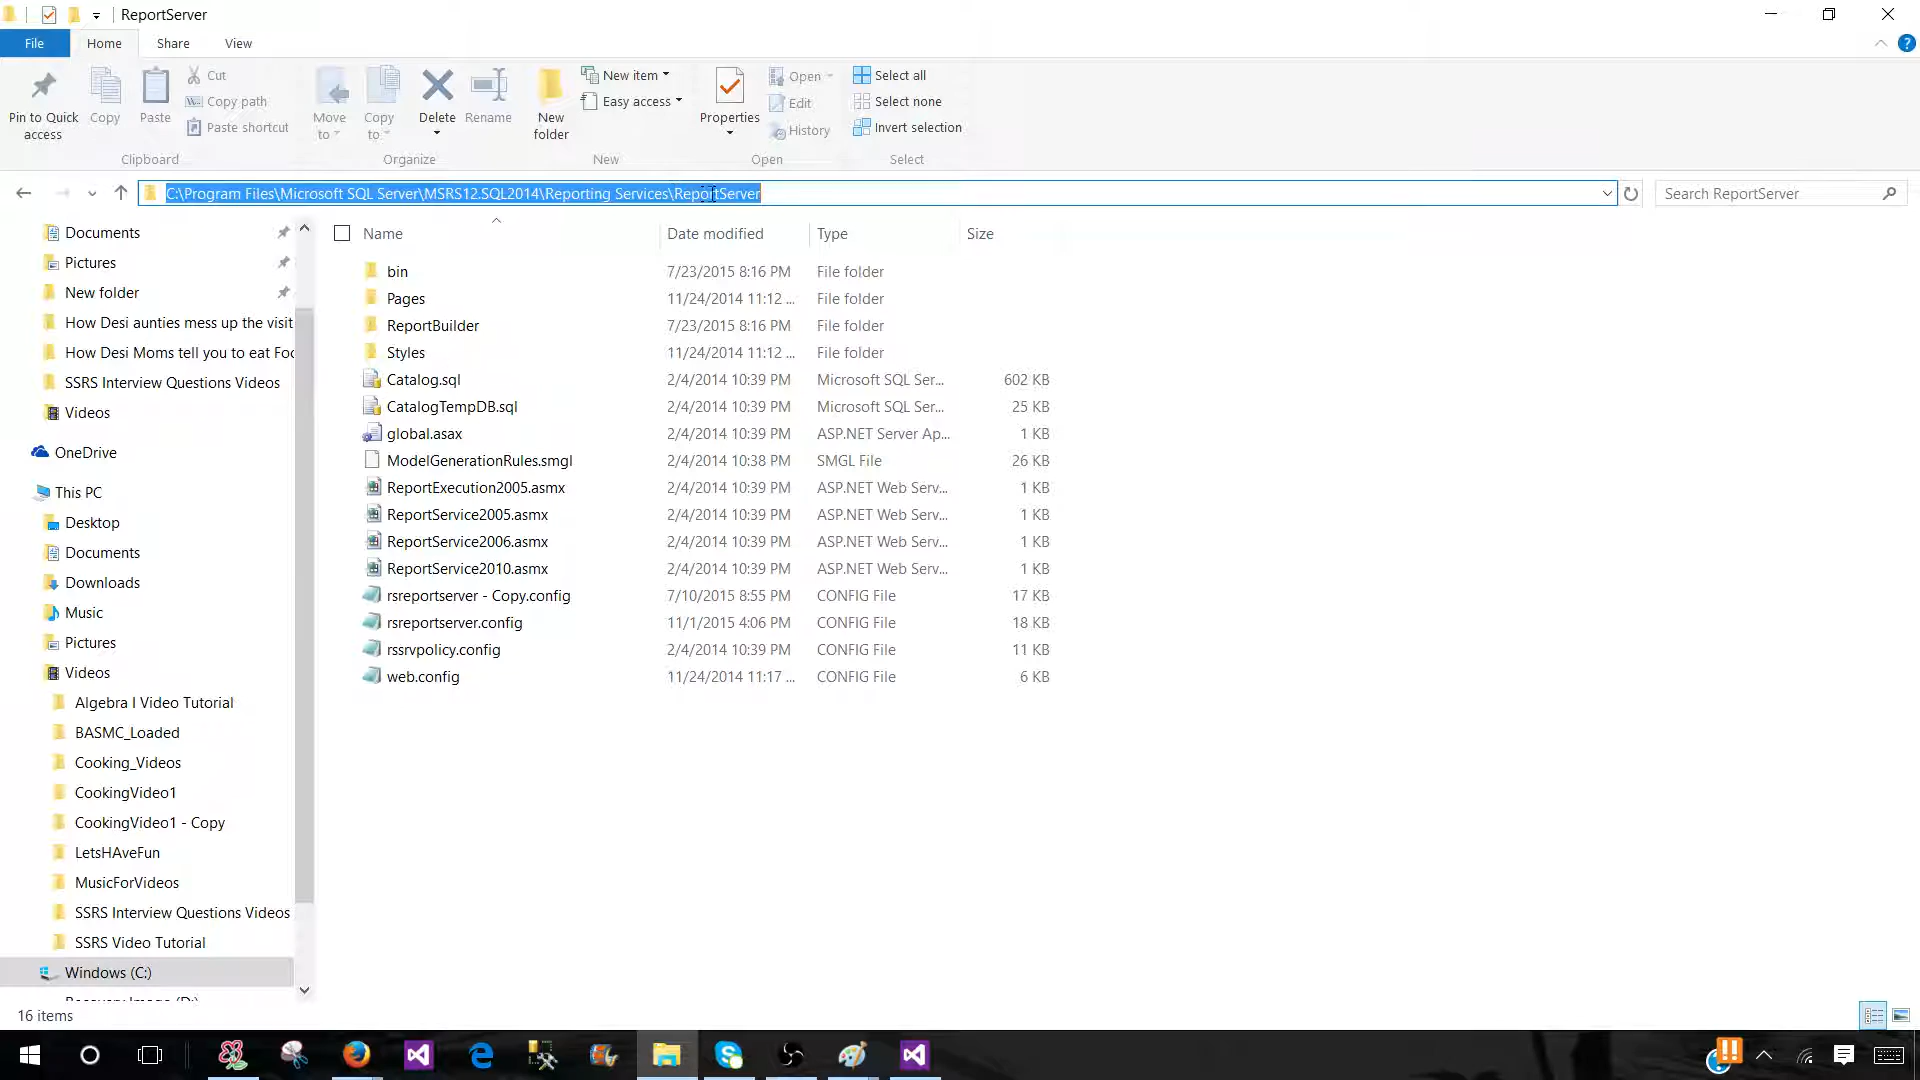 ReportServer
File
Home
Share
View
Pin to Quick access
Copy
Paste
Cut
Copy path
Paste shortcut
Clipboard
Move to
Copy to
Delete
Rename
Organize
New folder
New item
Easy access
New
Properties
Open
Edit
History
Open
Select all
Select none
Invert selection
Select
C:\Program Files\Microsoft SQL Server\MSRS12.SQL2014\Reporting Services\ReportServer
Search ReportServer
Documents
Pictures
New folder
How Desi aunties mess up the visit
How Desi Moms tell you to eat Foo
SSRS Interview Questions Videos
Videos
OneDrive
This PC
Desktop
Documents
Downloads
Music
Pictures
Videos
Algebra I Video Tutorial
BASMC_Loaded
Cooking_Videos
CookingVideo1
CookingVideo1 - Copy
LetsHAveFun
MusicForVideos
SSRS Interview Questions Videos
SSRS Video Tutorial
Windows (C:)
Recovery Image (D:)
Name Date modified Type Size
bin 7/23/2015 8:16 PM File folder
Pages 11/24/2014 11:12 ... File folder
ReportBuilder 7/23/2015 8:16 PM File folder
Styles 11/24/2014 11:12 ... File folder
Catalog.sql 2/4/2014 10:39 PM Microsoft SQL Ser... 602 KB
CatalogTempDB.sql 2/4/2014 10:39 PM Microsoft SQL Ser... 25 KB
global.asax 2/4/2014 10:39 PM ASP.NET Server Ap... 1 KB
ModelGenerationRules.smgl 2/4/2014 10:38 PM SMGL File 26 KB
ReportExecution2005.asmx 2/4/2014 10:39 PM ASP.NET Web Serv... 1 KB
ReportService2005.asmx 2/4/2014 10:39 PM ASP.NET Web Serv... 1 KB
ReportService2006.asmx 2/4/2014 10:39 PM ASP.NET Web Serv... 1 KB
ReportService2010.asmx 2/4/2014 10:39 PM ASP.NET Web Serv... 1 KB
rsreportserver - Copy.config 7/10/2015 8:55 PM CONFIG File 17 KB
rsreportserver.config 11/1/2015 4:06 PM CONFIG File 18 KB
rssrvpolicy.config 2/4/2014 10:39 PM CONFIG File 11 KB
web.config 11/24/2014 11:17 ... CONFIG File 6 KB
16 items